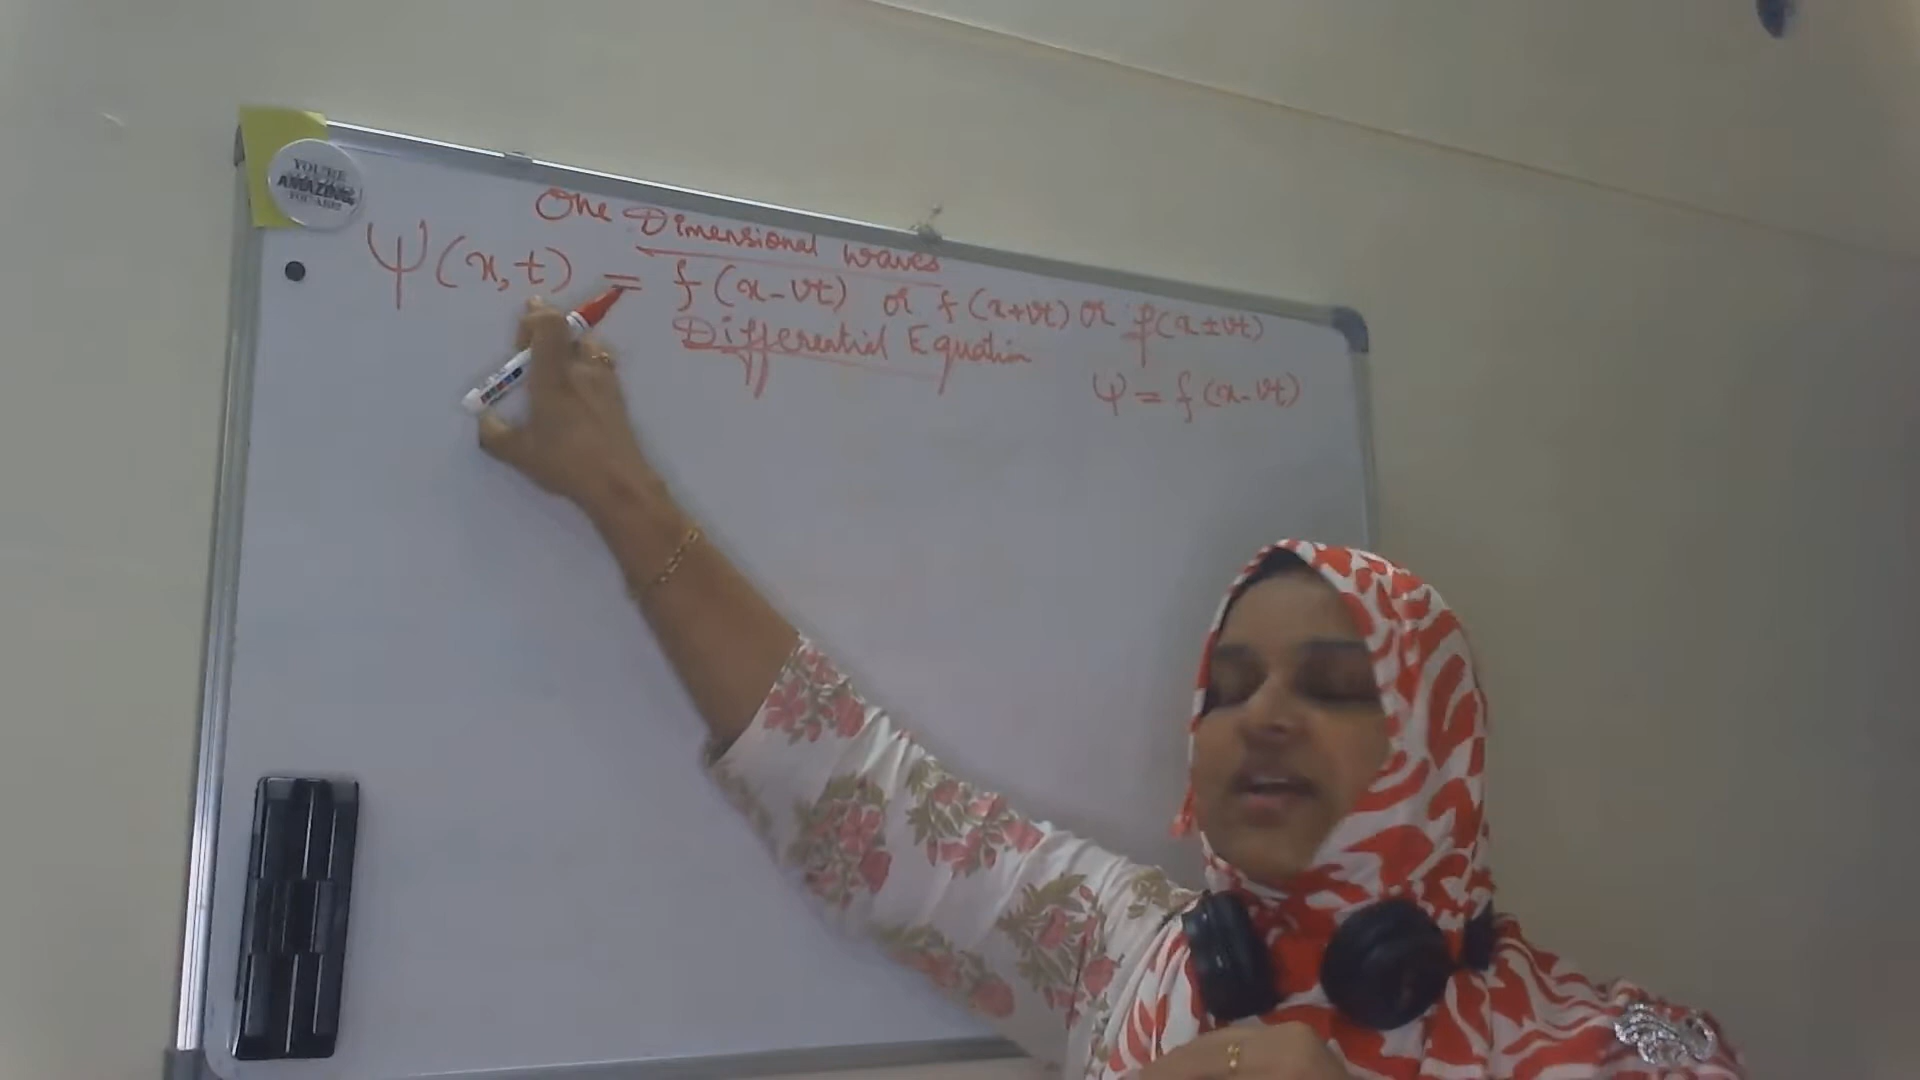 YOU'RE
AMAZING
One Dimensional waves
Ψ(x,t) = f(x-vt) or f(x+vt) or f(x±vt)
Differential Equation
Ψ = f(x-vt)